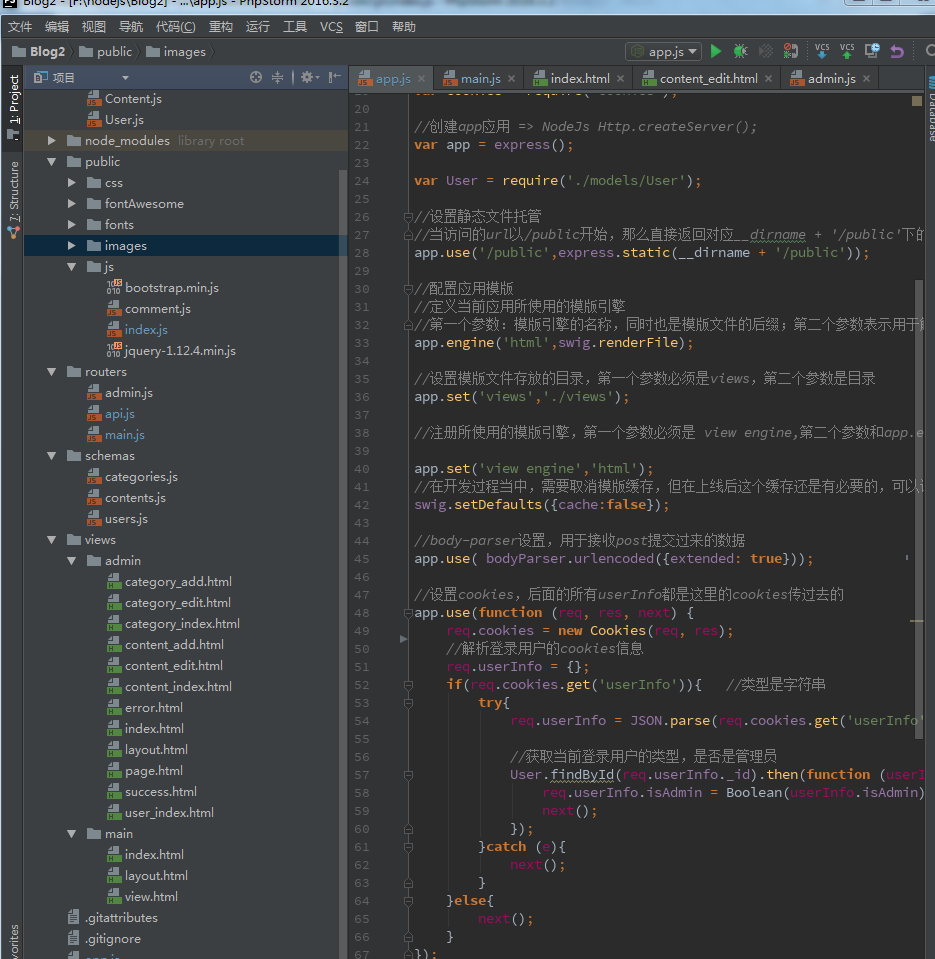 Blog2 - [F:\nodejs\Blog2] - ...\app.js - PhpStorm 2016.3.2
文件 编辑 视图 导航 代码(C) 重构 运行 工具 VCS 窗口 帮助
Blog2 public images
app.js
VCS VCS
1: Project
7: Structure
项目
Content.js
User.js
node_modules library root
public
css
fontAwesome
fonts
images
js
bootstrap.min.js
comment.js
index.js
jquery-1.12.4.min.js
routers
admin.js
api.js
main.js
schemas
categories.js
contents.js
users.js
views
admin
category_add.html
category_edit.html
category_index.html
content_add.html
content_edit.html
content_index.html
error.html
index.html
layout.html
page.html
success.html
user_index.html
main
index.html
layout.html
view.html
.gitattributes
.gitignore
app.js main.js index.html content_edit.html admin.js
20
21 //创建app应用 => NodeJs Http.createServer();
22 var app = express();
23
24 var User = require('./models/User');
25
26 //设置静态文件托管
27 //当访问的url以/public开始，那么直接返回对应__dirname + '/public'下的
28 app.use('/public',express.static(__dirname + '/public'));
29
30 //配置应用模版
31 //定义当前应用所使用的模版引擎
32 //第一个参数：模版引擎的名称，同时也是模版文件的后缀；第二个参数表示用于
33 app.engine('html',swig.renderFile);
34
35 //设置模版文件存放的目录，第一个参数必须是views，第二个参数是目录
36 app.set('views','./views');
37
38 //注册所使用的模版引擎，第一个参数必须是 view engine,第二个参数和app.e
39
40 app.set('view engine','html');
41 //在开发过程当中，需要取消模版缓存，但在上线后这个缓存还是有必要的，可以
42 swig.setDefaults({cache:false});
43
44 //body-parser设置，用于接收post提交过来的数据
45 app.use( bodyParser.urlencoded({extended: true}));
46
47 //设置cookies，后面的所有userInfo都是这里的cookies传过去的
48 app.use(function (req, res, next) {
49 req.cookies = new Cookies(req, res);
50 //解析登录用户的cookies信息
51 req.userInfo = {};
52 if(req.cookies.get('userInfo')){ //类型是字符串
53 try{
54 req.userInfo = JSON.parse(req.cookies.get('userInfo'
55
56 //获取当前登录用户的类型，是否是管理员
57 User.findById(req.userInfo._id).then(function (userI
58 req.userInfo.isAdmin = Boolean(userInfo.isAdmin)
59 next();
60 });
61 }catch (e){
62 next();
63 }
64 }else{
65 next();
66 }
67 });